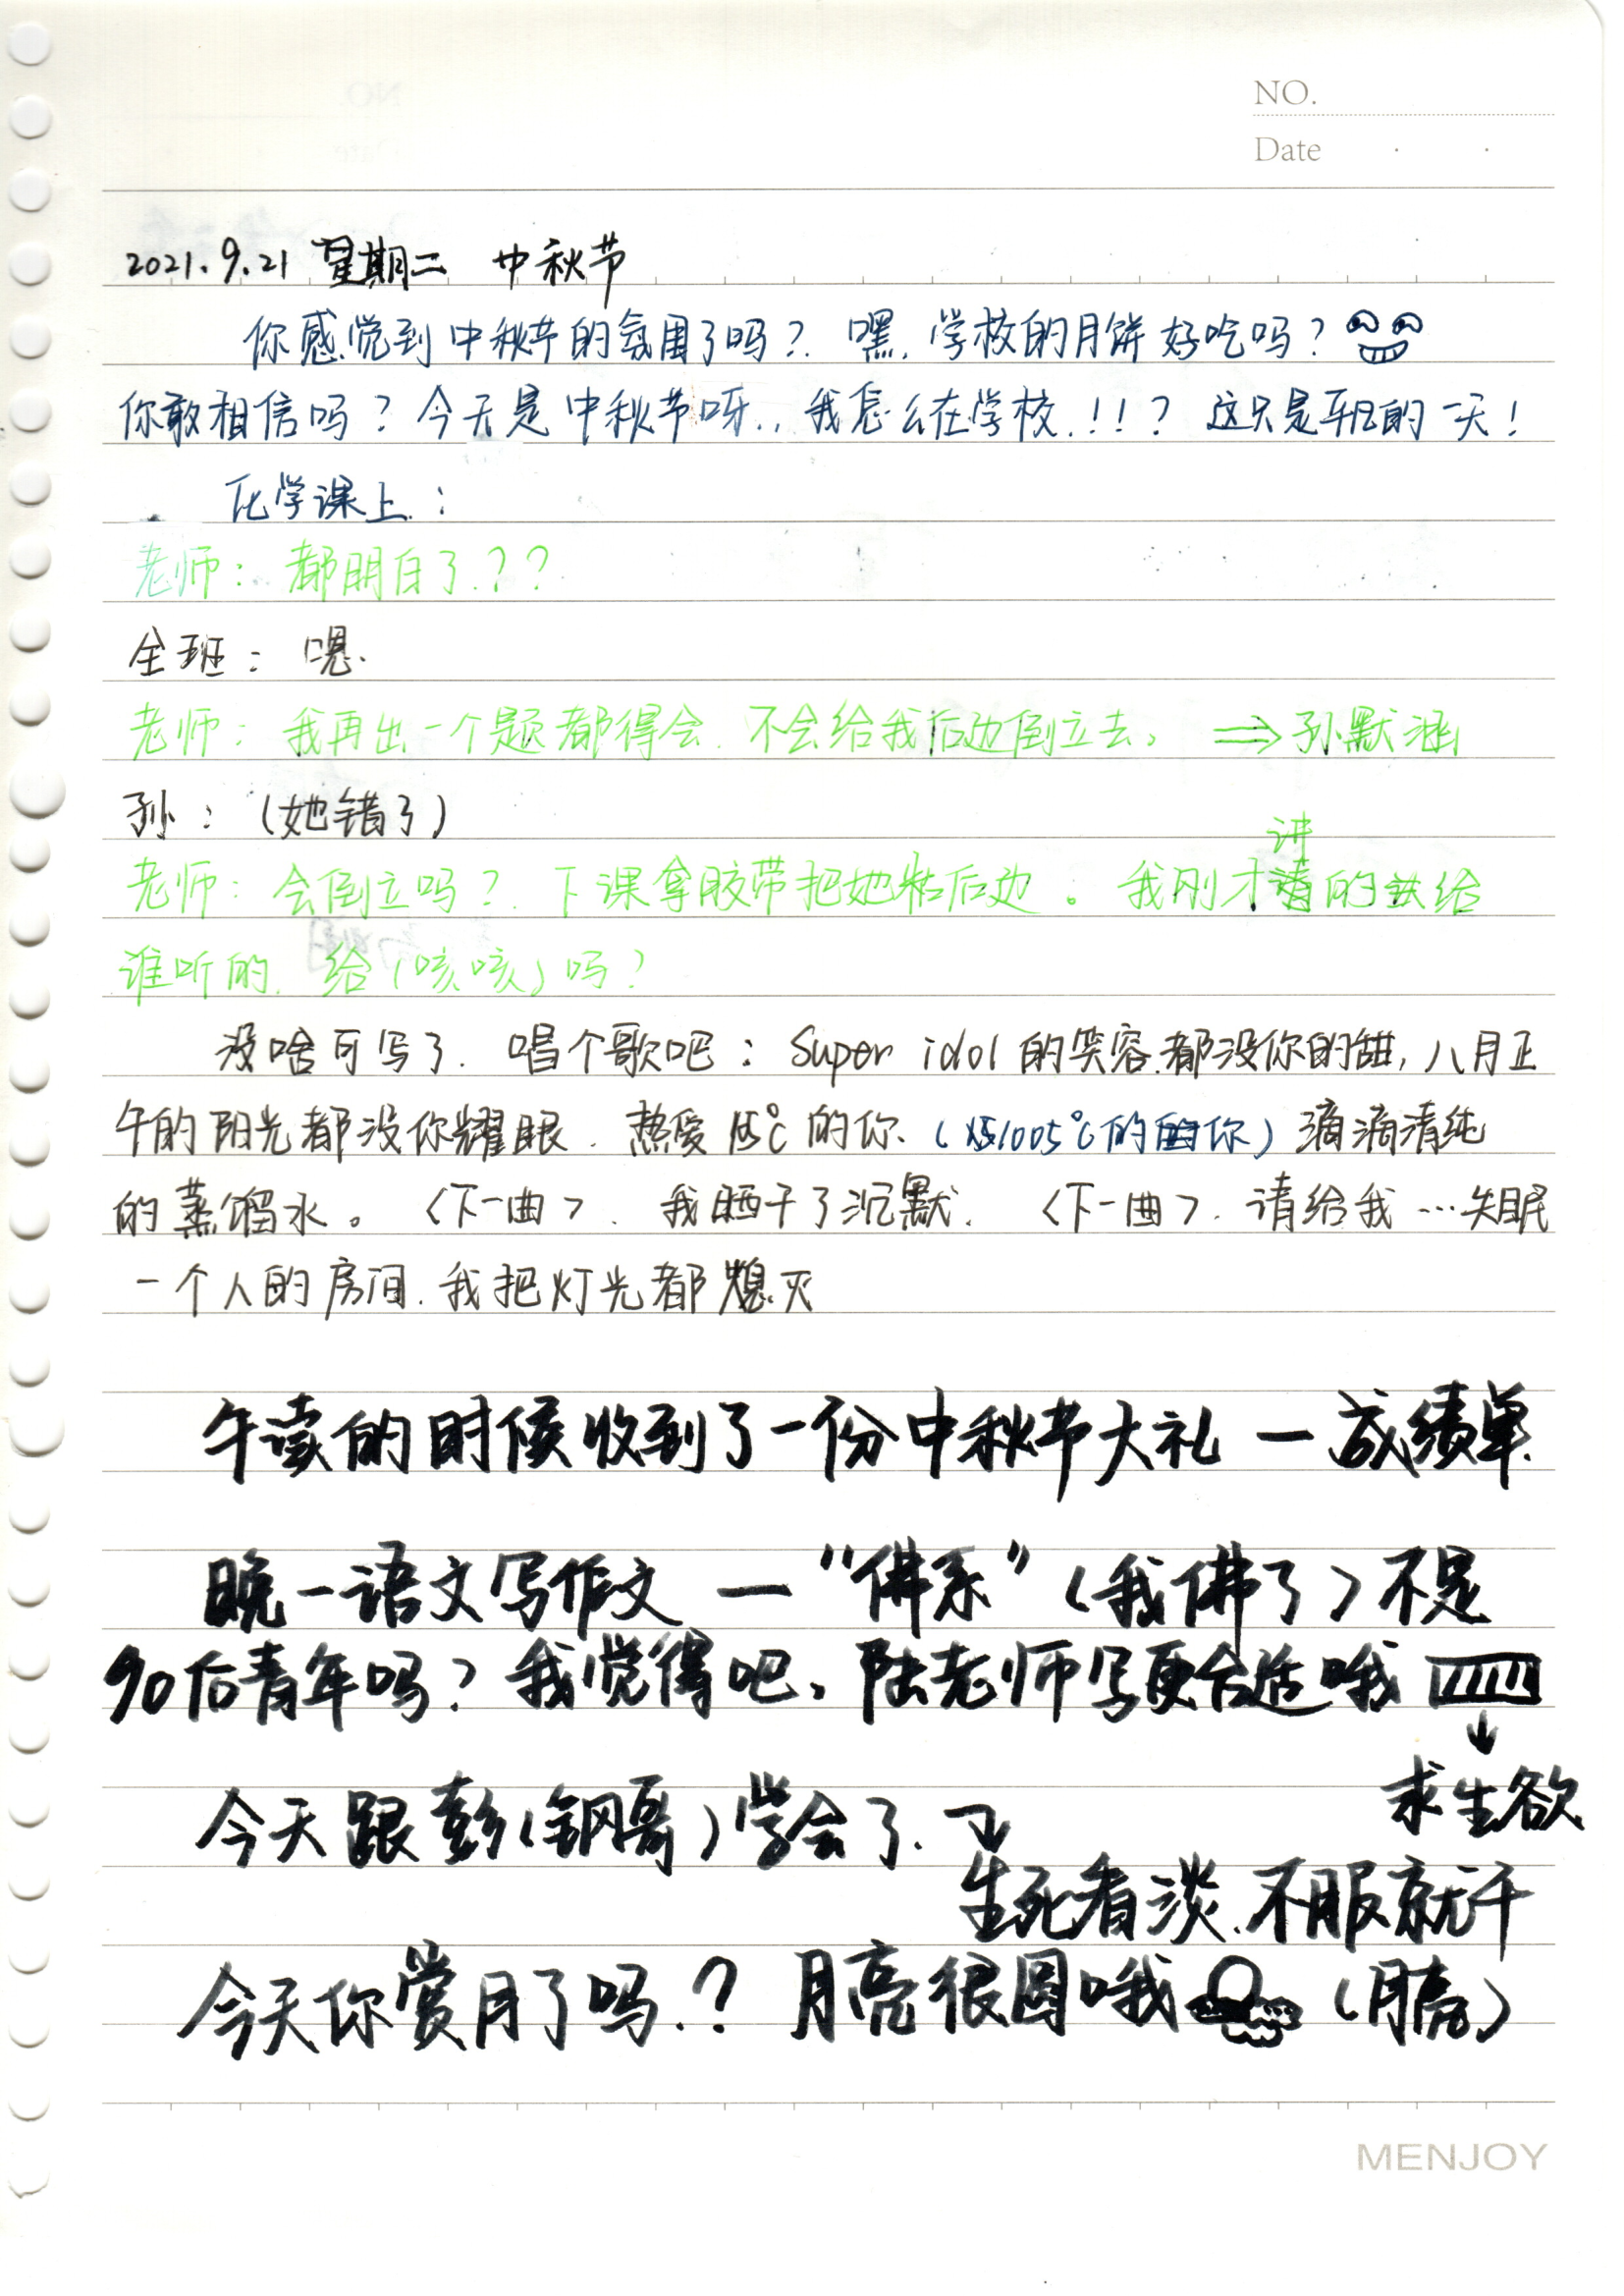 NO.
Date
2021.9.21 星期二 中秋节
你感觉到中秋节的氛围了吗？嘿，学校的月饼好吃吗？
你敢相信吗？今天是中秋节呀，我怎么在学校！！！？这只是平凡的一天！
化学课上：
老师：都明白了？？
全班：嗯.
老师：我再出一个题都得会.不会给我后边倒立去。⇒孙默涵
孙：（她错了）
讲
老师：会倒立吗？下课拿胶带把她粘后边。我刚才的给
谁听的.给（咳咳）吗？
没啥可写了.唱个歌吧：Super idol的笑容.都没你的甜，八月正
午的阳光都没你耀眼.热爱105℃的你.（1005℃的你）滴滴清纯
的蒸馏水。〈下一曲〉.我晒干了沉默.〈下一曲〉.请给我…失眠
一个人的房间.我把灯光都熄灭
午读的时候收到了一份中秋节大礼—成绩单.
晚一语文写作文—“佛系”（我佛了）不是
90后青年吗？我觉得吧，陆老师写更合适哦
↓
求生欲
今天跟彭（钢哥）学会了.
生死看淡.不服就干
今天你赏月了吗.？月亮很圆哦（月亮）
MENJOY